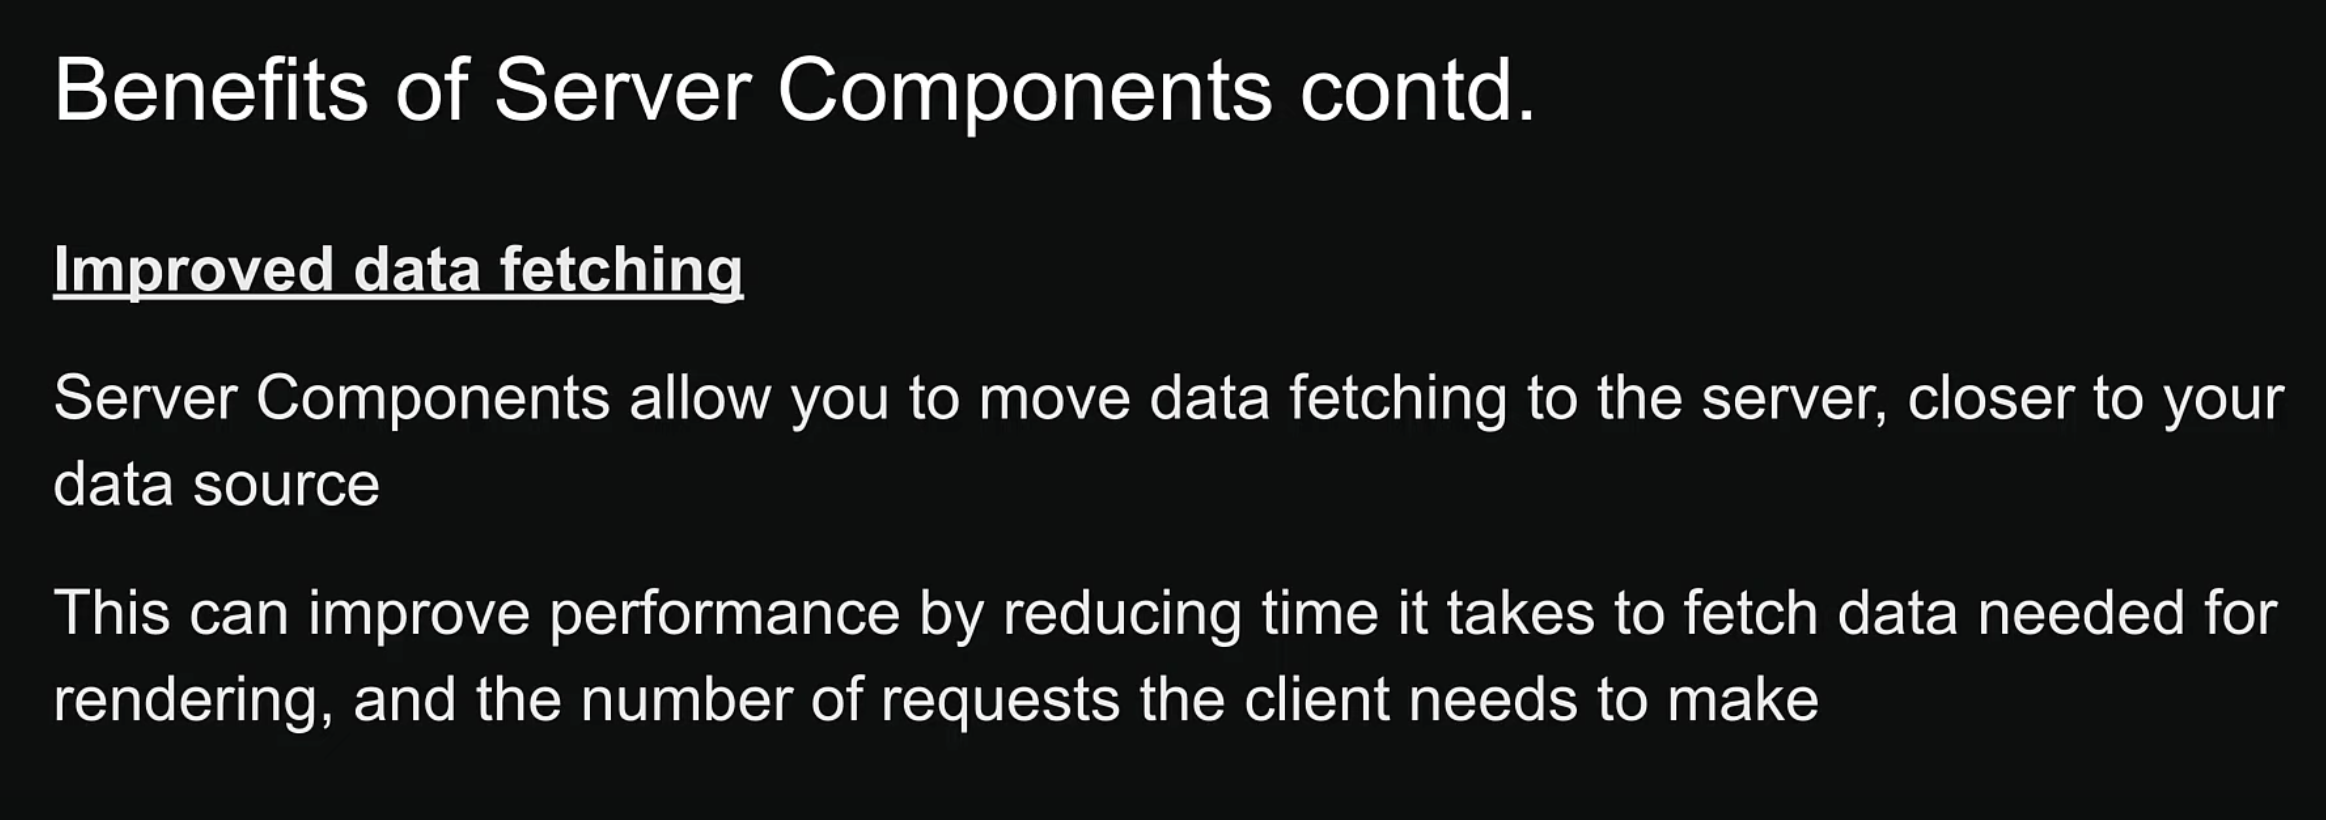 Benefits of Server Components contd.
Improved data fetching
Server Components allow you to move data fetching to the server, closer to your
data source
This can improve performance by reducing time it takes to fetch data needed for
rendering, and the number of requests the client needs to make